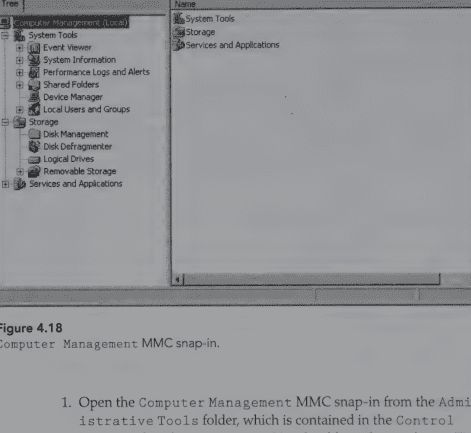 Tree
Name
Computer Management (Local)
System Tools
Event Viewer
System Information
Performance Logs and Alerts
Shared Folders
Device Manager
Local Users and Groups
Storage
Disk Management
Disk Defragmenter
Logical Drives
Removable Storage
Services and Applications
System Tools
Storage
Services and Applications
Figure 4.18
Computer Management MMC snap-in.
1. Open the Computer Management MMC snap-in from the Admi
istrative Tools folder, which is contained in the Control